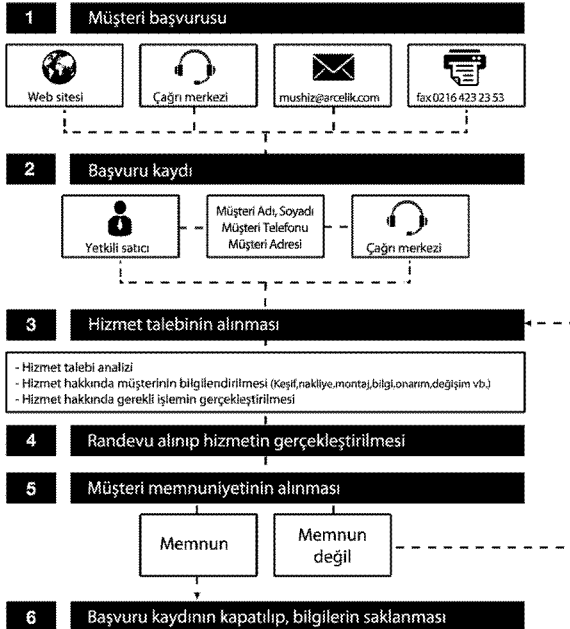 1 Müşteri başvurusu
Web sitesi
Çağrı merkezi
mushiz@arcelik.com
fax 0216 423 23 53
2 Başvuru kaydı
Yetkili satıcı
Müşteri Adı, Soyadı
Müşteri Telefonu
Müşteri Adresi
Çağrı merkezi
3 Hizmet talebinin alınması
- Hizmet talebi analizi
- Hizmet hakkında müşterinin bilgilendirilmesi (Keşif,nakliye,montaj,bilgi,onarım,değişim vb.)
- Hizmet hakkında gerekli işlemin gerçekleştirilmesi
4 Randevu alınıp hizmetin gerçekleştirilmesi
5 Müşteri memnuniyetinin alınması
Memnun
Memnun
değil
6 Başvuru kaydının kapatılıp, bilgilerin saklanması